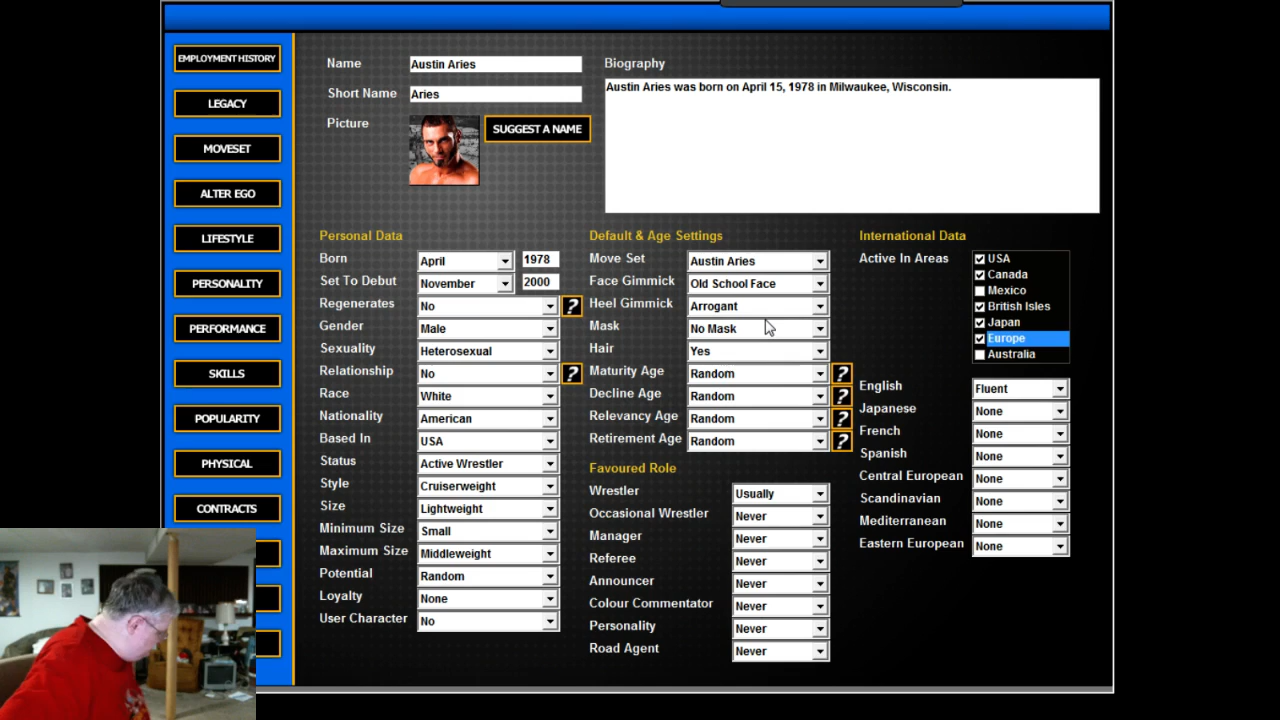 EMPLOYMENT HISTORY
LEGACY
MOVESET
ALTER EGO
LIFESTYLE
PERSONALITY
PERFORMANCE
SKILLS
POPULARITY
PHYSICAL
CONTRACTS
Name Austin Aries
Short Name Aries
Picture SUGGEST A NAME
Biography
Austin Aries was born on April 15, 1978 in Milwaukee, Wisconsin.
Personal Data
Born April 1978
Set To Debut November 2000
Regenerates No ?
Gender Male
Sexuality Heterosexual
Relationship No ?
Race White
Nationality American
Based In USA
Status Active Wrestler
Style Cruiserweight
Size Lightweight
Minimum Size Small
Maximum Size Middleweight
Potential Random
Loyalty None
User Character No
Default & Age Settings
Move Set Austin Aries
Face Gimmick Old School Face
Heel Gimmick Arrogant
Mask No Mask
Hair Yes
Maturity Age Random ?
Decline Age Random ?
Relevancy Age Random ?
Retirement Age Random ?
Favoured Role
Wrestler Usually
Occasional Wrestler Never
Manager Never
Referee Never
Announcer Never
Colour Commentator Never
Personality Never
Road Agent Never
International Data
Active In Areas USA
Canada
Mexico
British Isles
Japan
Europe
Australia
English Fluent
Japanese None
French None
Spanish None
Central European None
Scandinavian None
Mediterranean None
Eastern European None